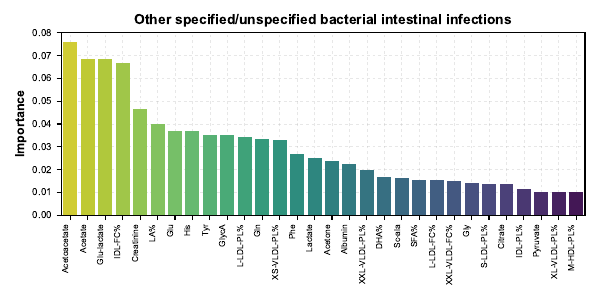 Other specified/unspecified bacterial intestinal infections
Importance
0.08
0.07
0.06
0.05
0.04
0.03
0.02
0.01
0.00
Acetoacetate
Acetate
Glu-lactate
IDL-FC%
Creatinine
LA%
Glu
His
Tyr
GlycA
L-LDL-PL%
Gln
XS-VLDL-PL%
Phe
Lactate
Acetone
Albumin
XXL-VLDL-PL%
DHA%
Sc-ala
SFA%
L-LDL-FC%
XXL-VLDL-FC%
Gly
S-LDL-PL%
Citrate
IDL-PL%
Pyruvate
XL-VLDL-PL%
M-HDL-PL%